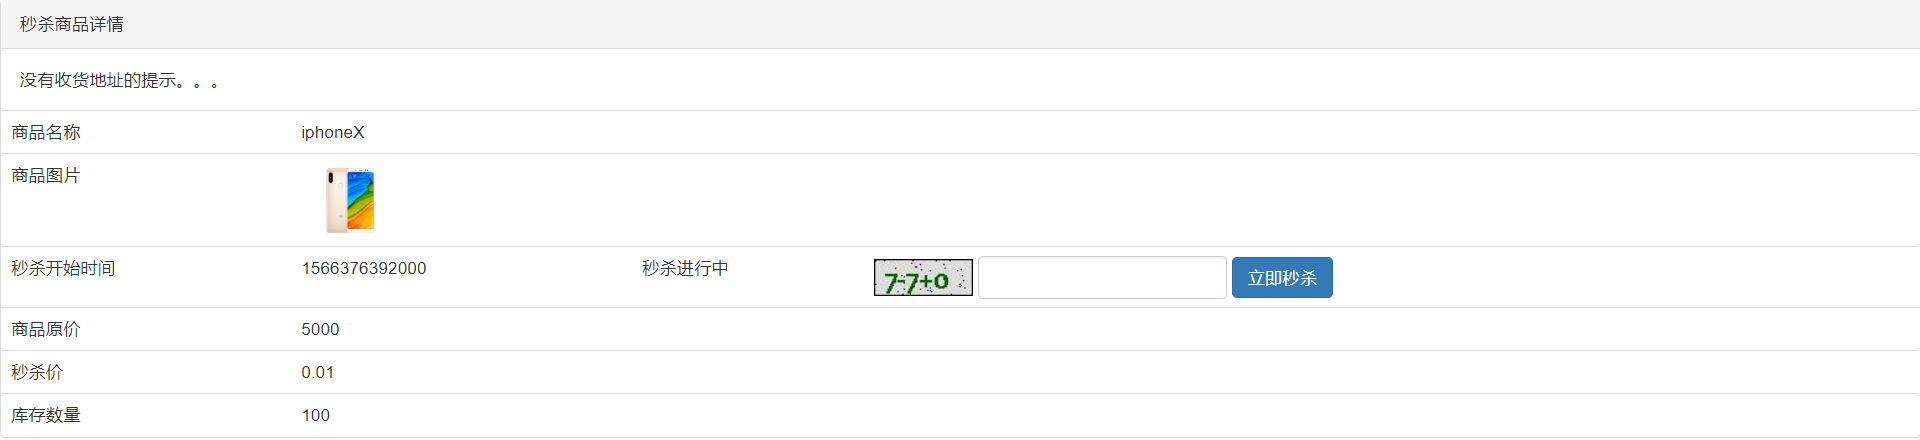 秒杀商品详情
没有收货地址的提示。。。
商品名称 iphoneX
商品图片
秒杀开始时间 1566376392000 秒杀进行中 7-7+0 立即秒杀
商品原价 5000
秒杀价 0.01
库存数量 100